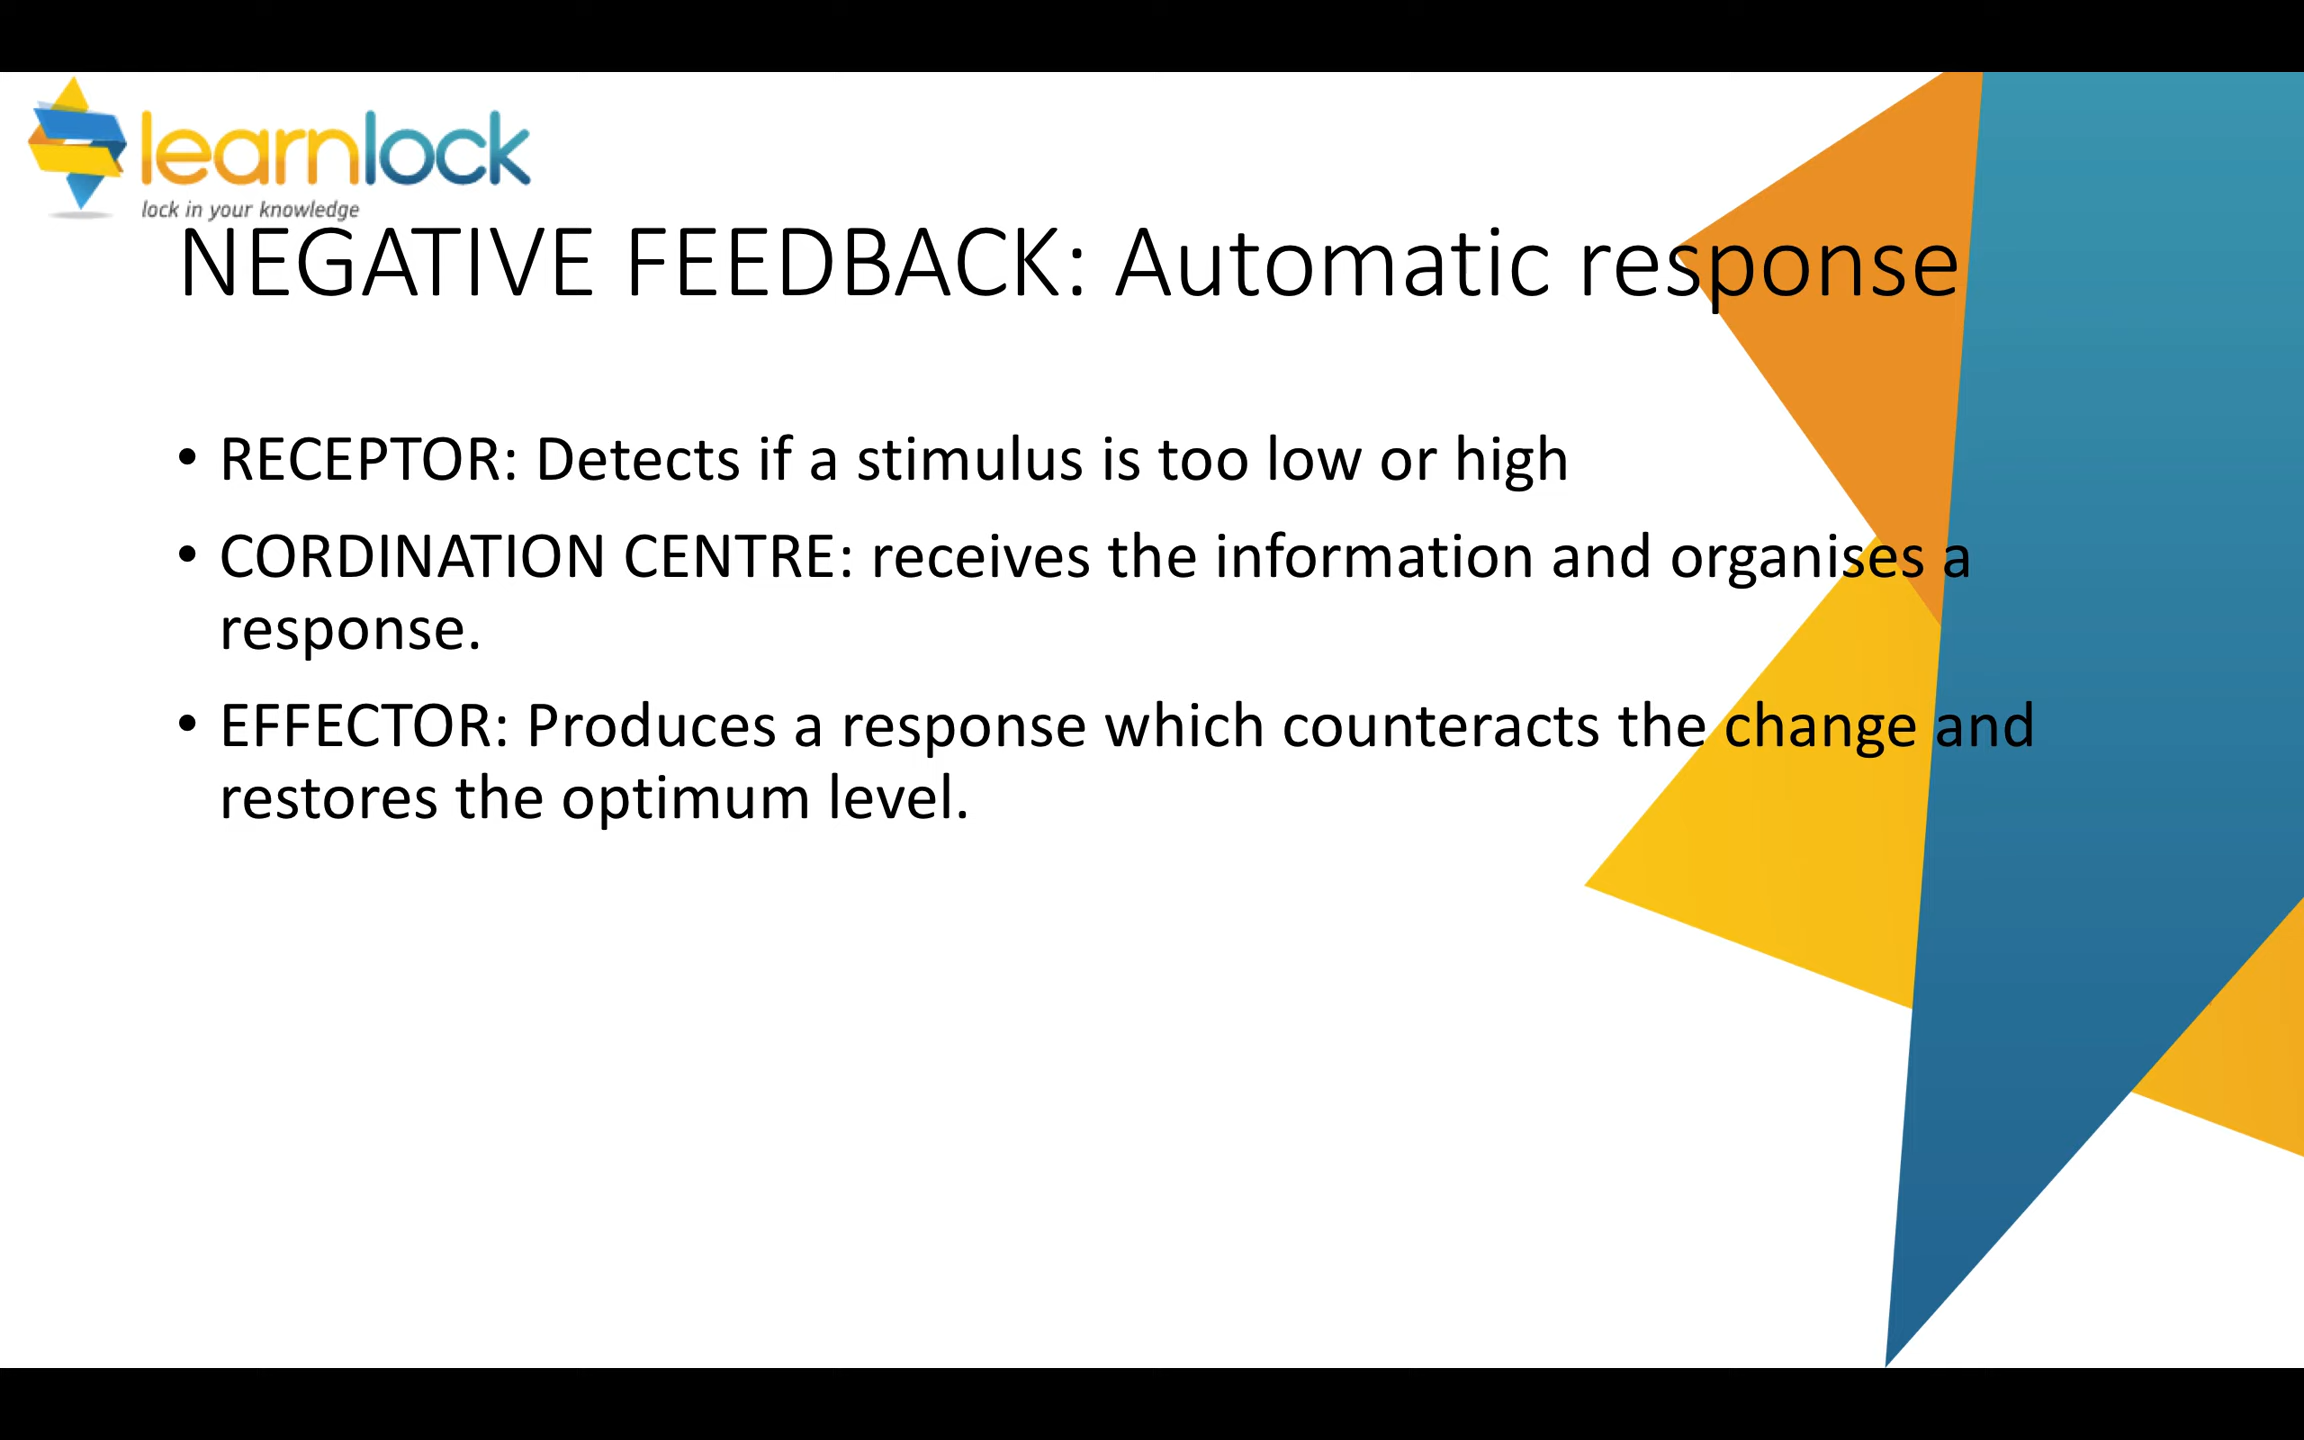 learnlock
lock in your knowledge
NEGATIVE FEEDBACK: Automatic response
• RECEPTOR: Detects if a stimulus is too low or high
• CORDINATION CENTRE: receives the information and organises a
response.
• EFFECTOR: Produces a response which counteracts the change and
restores the optimum level.